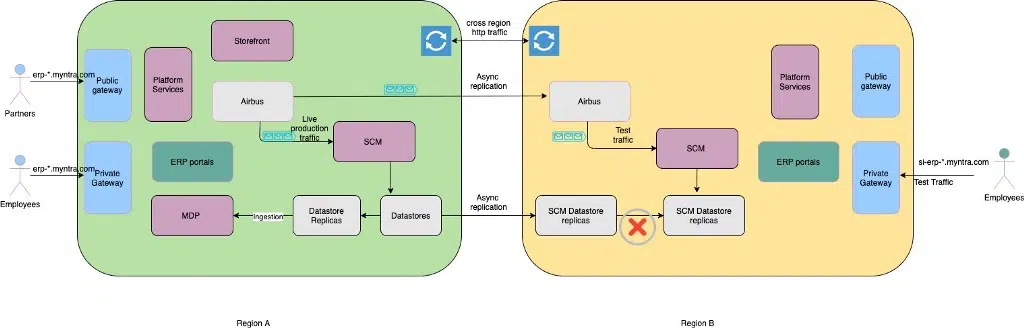 cross region
http traffic
Storefront
erp-*.myntra.com
Public
gateway
Platform
Services
Partners
Airbus
Live
production
traffic
SCM
ERP portals
erp-*.myntra.com
Private
Gateway
Employees
MDP
Ingestion
Datastore
Replicas
Datastores
Async
replication
Async
replication
Airbus
Test
traffic
SCM
Platform
Services
Public
gateway
ERP portals
Private
Gateway
si-erp-*.myntra.com
Test Traffic
Employees
SCM Datastore
replicas
SCM Datastore
replicas
Region A
Region B